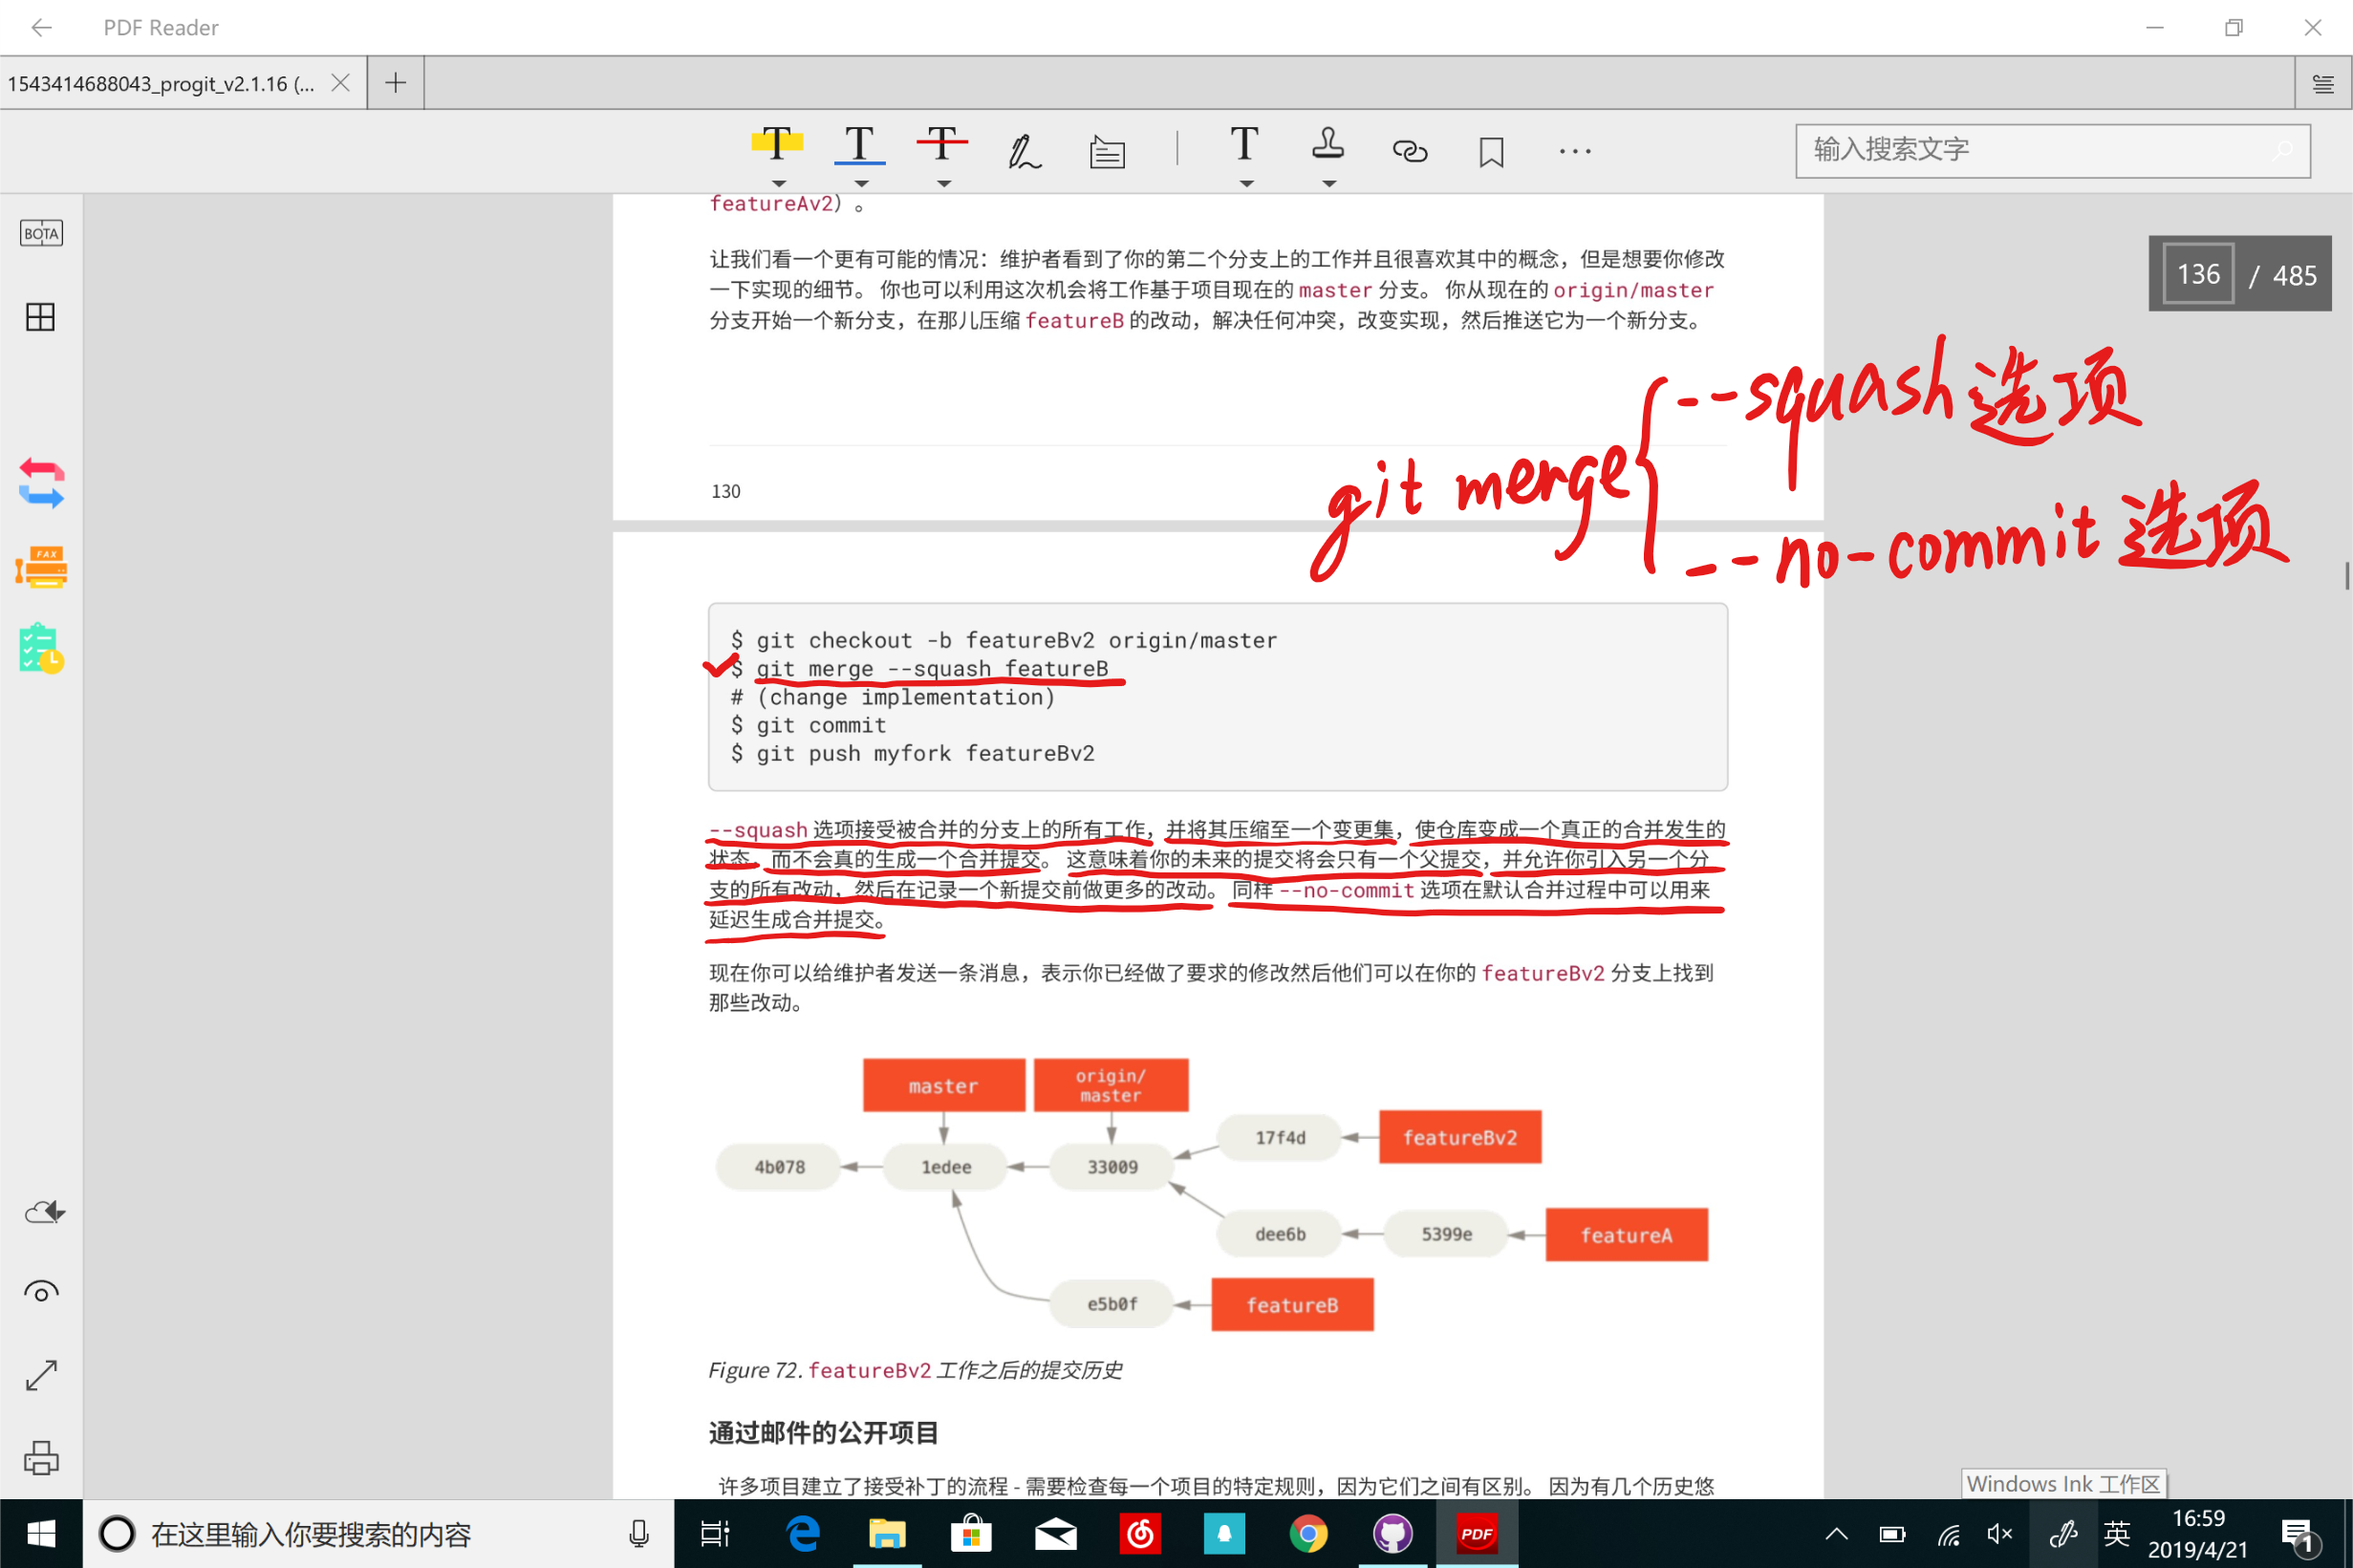 PDF Reader
1543414688043_progit_v2.1.16 (...
T T T T
输入搜索文字
BOTA
136 / 485
FAX
featureAv2）。
让我们看一个更有可能的情况：维护者看到了你的第二个分支上的工作并且很喜欢其中的概念，但是想要你修改
一下实现的细节。 你也可以利用这次机会将工作基于项目现在的 master 分支。 你从现在的 origin/master
分支开始一个新分支，在那儿压缩 featureB 的改动，解决任何冲突，改变实现，然后推送它为一个新分支。
--squash选项
git merge
--no-commit选项
130
$ git checkout -b featureBv2 origin/master
$ git merge --squash featureB
# (change implementation)
$ git commit
$ git push myfork featureBv2
--squash 选项接受被合并的分支上的所有工作，并将其压缩至一个变更集，使仓库变成一个真正的合并发生的
状态，而不会真的生成一个合并提交。 这意味着你的未来的提交将会只有一个父提交，并允许你引入另一个分
支的所有改动，然后在记录一个新提交前做更多的改动。 同样 --no-commit 选项在默认合并过程中可以用来
延迟生成合并提交。
现在你可以给维护者发送一条消息，表示你已经做了要求的修改然后他们可以在你的 featureBv2 分支上找到
那些改动。
master
origin/
master
17f4d
featureBv2
4b078
1edee
33009
dee6b
5399e
featureA
e5b0f
featureB
Figure 72. featureBv2 工作之后的提交历史
通过邮件的公开项目
许多项目建立了接受补丁的流程 - 需要检查每一个项目的特定规则，因为它们之间有区别。 因为有几个历史悠
Windows Ink 工作区
在这里输入你要搜索的内容
PDF
英
16:59
2019/4/21
1